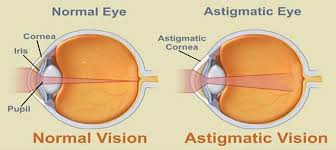 Normal Eye
Astigmatic Eye
Cornea
Iris
Pupil
Astigmatic
Cornea
Normal Vision
Astigmatic Vision